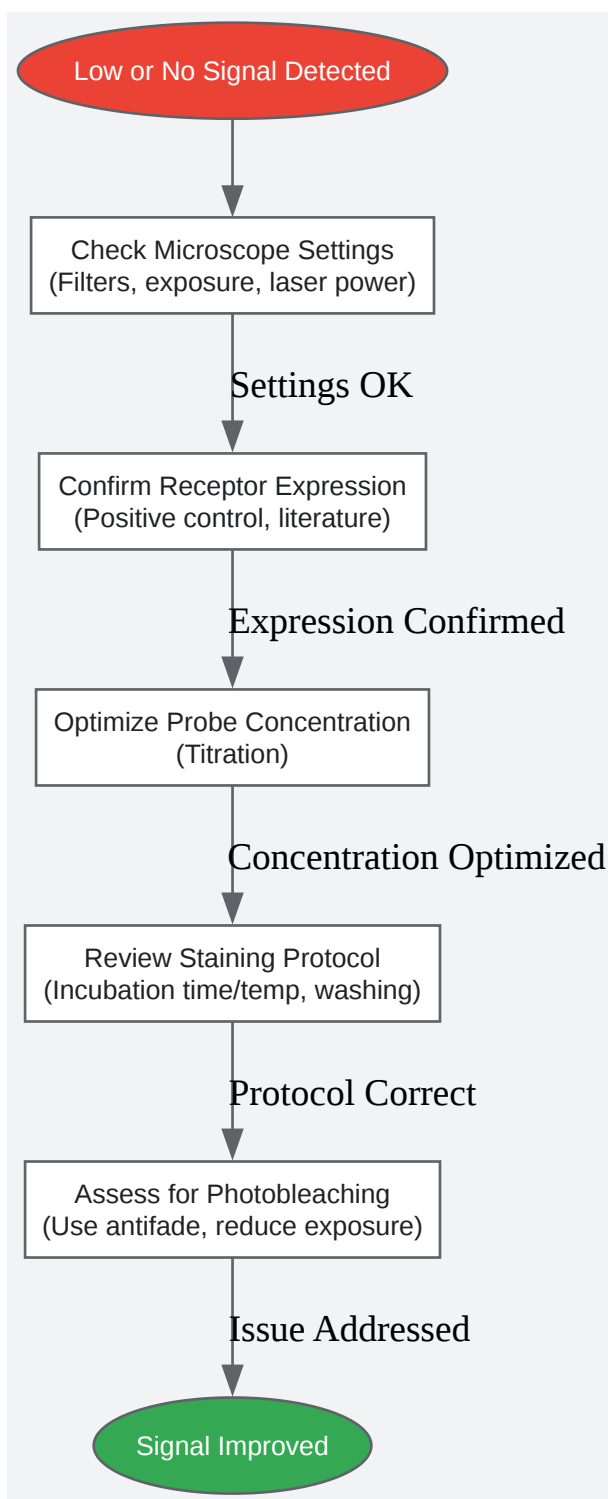 Low or No Signal Detected
Check Microscope Settings
(Filters, exposure, laser power)
Settings OK
Confirm Receptor Expression
(Positive control, literature)
Expression Confirmed
Optimize Probe Concentration
(Titration)
Concentration Optimized
Review Staining Protocol
(Incubation time/temp, washing)
Protocol Correct
Assess for Photobleaching
(Use antifade, reduce exposure)
Issue Addressed
Signal Improved